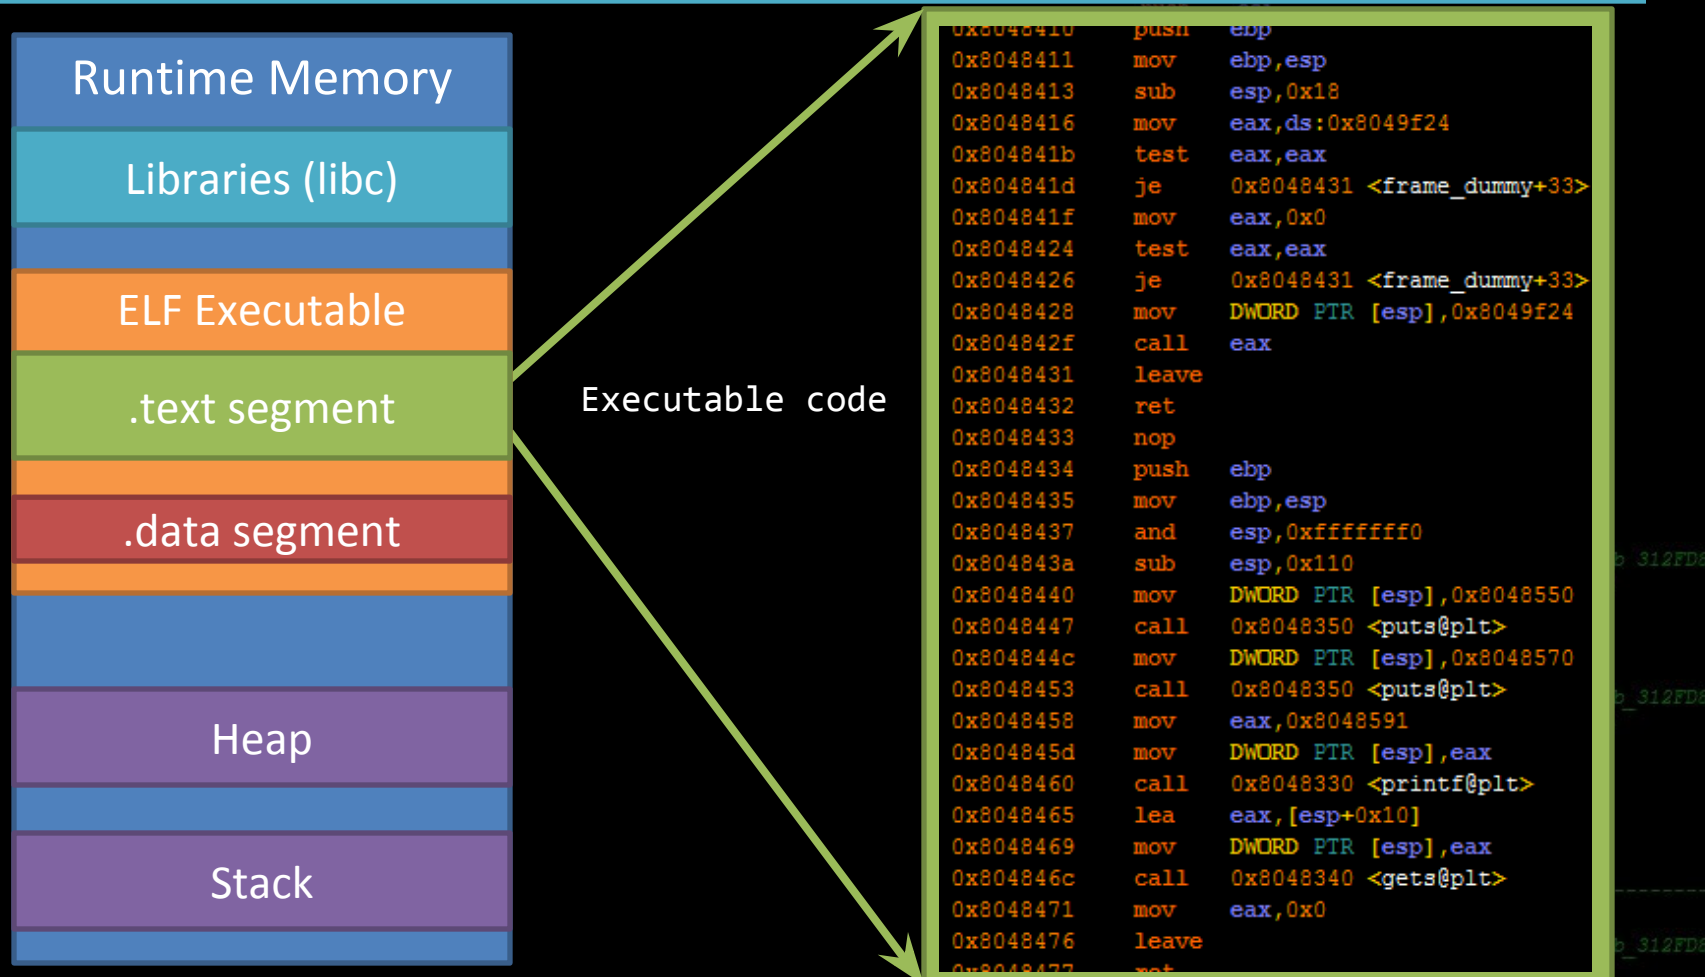 Runtime Memory
Libraries (libc)
ELF Executable
.text segment
.data segment
Heap
Stack
Executable code
0x8048410 push ebp
0x8048411 mov ebp,esp
0x8048413 sub esp,0x18
0x8048416 mov eax,ds:0x8049f24
0x804841b test eax,eax
0x804841d je 0x8048431 <frame_dummy+33>
0x804841f mov eax,0x0
0x8048424 test eax,eax
0x8048426 je 0x8048431 <frame_dummy+33>
0x8048428 mov DWORD PTR [esp],0x8049f24
0x804842f call eax
0x8048431 leave
0x8048432 ret
0x8048433 nop
0x8048434 push ebp
0x8048435 mov ebp,esp
0x8048437 and esp,0xfffffff0
0x804843a sub esp,0x110
0x8048440 mov DWORD PTR [esp],0x8048550
0x8048447 call 0x8048350 <puts@plt>
0x804844c mov DWORD PTR [esp],0x8048570
0x8048453 call 0x8048350 <puts@plt>
0x8048458 mov eax,0x8048591
0x804845d mov DWORD PTR [esp],eax
0x8048460 call 0x8048330 <printf@plt>
0x8048465 lea eax,[esp+0x10]
0x8048469 mov DWORD PTR [esp],eax
0x804846c call 0x8048340 <gets@plt>
0x8048471 mov eax,0x0
0x8048476 leave
0x8048477 ret